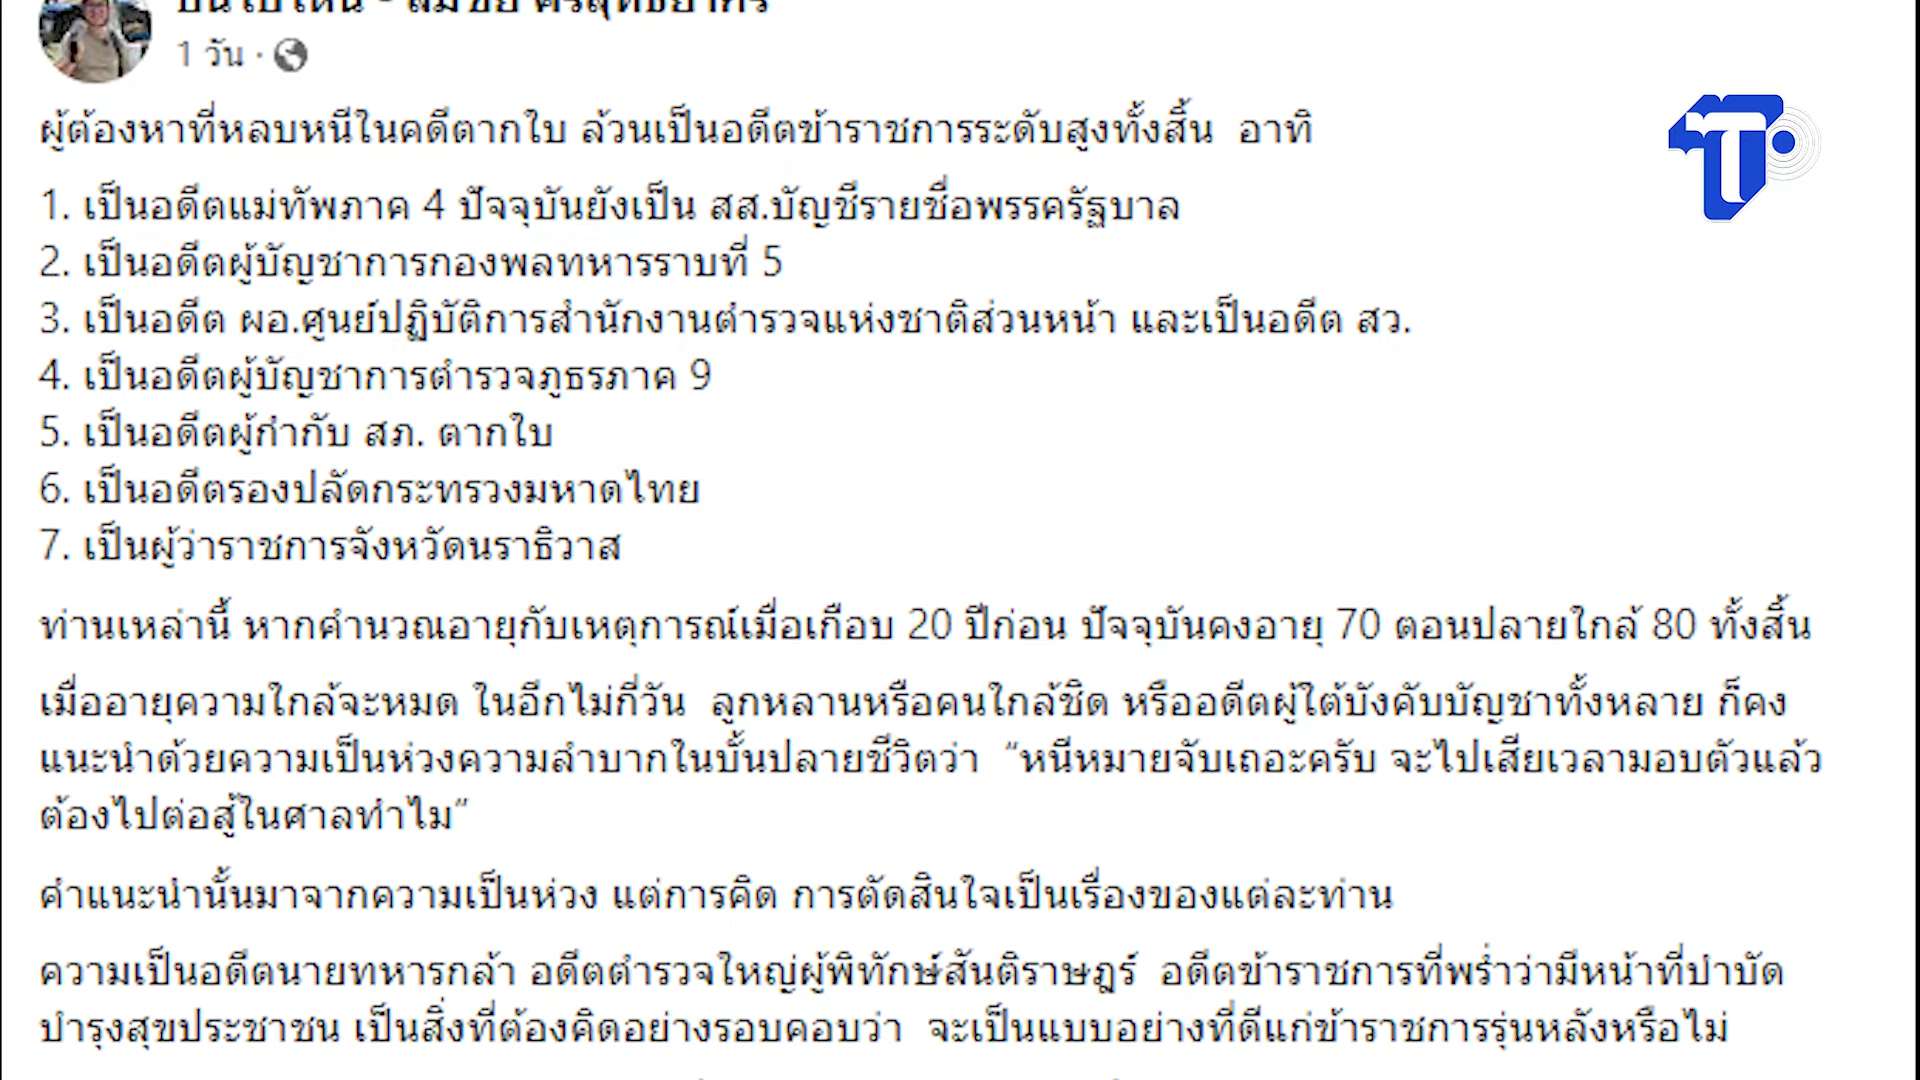 1 วัน ·
ผู้ต้องหาที่หลบหนีในคดีตากใบ ล้วนเป็นอดีตข้าราชการระดับสูงทั้งสิ้น อาทิ
1. เป็นอดีตแม่ทัพภาค 4 ปัจจุบันยังเป็น สส.บัญชีรายชื่อพรรครัฐบาล
2. เป็นอดีตผู้บัญชาการกองพลทหารราบที่ 5
3. เป็นอดีต ผอ.ศูนย์ปฏิบัติการสำนักงานตำรวจแห่งชาติส่วนหน้า และเป็นอดีต สว.
4. เป็นอดีตผู้บัญชาการตำรวจภูธรภาค 9
5. เป็นอดีตผู้กำกับ สภ. ตากใบ
6. เป็นอดีตรองปลัดกระทรวงมหาดไทย
7. เป็นผู้ว่าราชการจังหวัดนราธิวาส
ท่านเหล่านี้ หากคำนวณอายุกับเหตุการณ์เมื่อเกือบ 20 ปีก่อน ปัจจุบันคงอายุ 70 ตอนปลายใกล้ 80 ทั้งสิ้น
เมื่ออายุความใกล้จะหมด ในอีกไม่กี่วัน ลูกหลานหรือคนใกล้ชิด หรืออดีตผู้ใต้บังคับบัญชาทั้งหลาย ก็คง
แนะนำด้วยความเป็นห่วงความลำบากในบั้นปลายชีวิตว่า “หนีหมายจับเถอะครับ จะไปเสียเวลามอบตัวแล้ว
ต้องไปต่อสู้ในศาลทำไม”
คำแนะนำนั้นมาจากความเป็นห่วง แต่การคิด การตัดสินใจเป็นเรื่องของแต่ละท่าน
ความเป็นอดีตนายทหารกล้า อดีตตำรวจใหญ่ผู้พิทักษ์สันติราษฎร์ อดีตข้าราชการที่พร่ำว่ามีหน้าที่บำบัด
บำรุงสุขประชาชน เป็นสิ่งที่ต้องคิดอย่างรอบคอบว่า จะเป็นแบบอย่างที่ดีแก่ข้าราชการรุ่นหลังหรือไม่